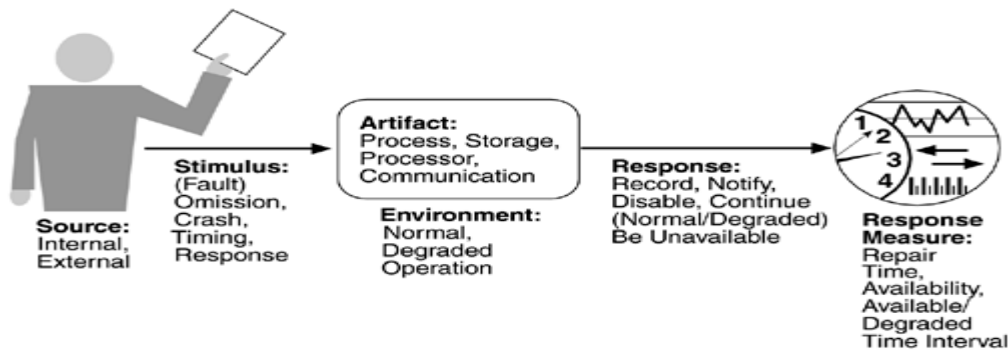 Source:
Internal,
External
Stimulus:
(Fault)
Omission,
Crash,
Timing,
Response
Artifact:
Process, Storage,
Processor,
Communication
Environment:
Normal,
Degraded
Operation
Response:
Record, Notify,
Disable, Continue
(Normal/Degraded)
Be Unavailable
1
2
3
4
Response
Measure:
Repair
Time,
Availability,
Available/
Degraded
Time Interval